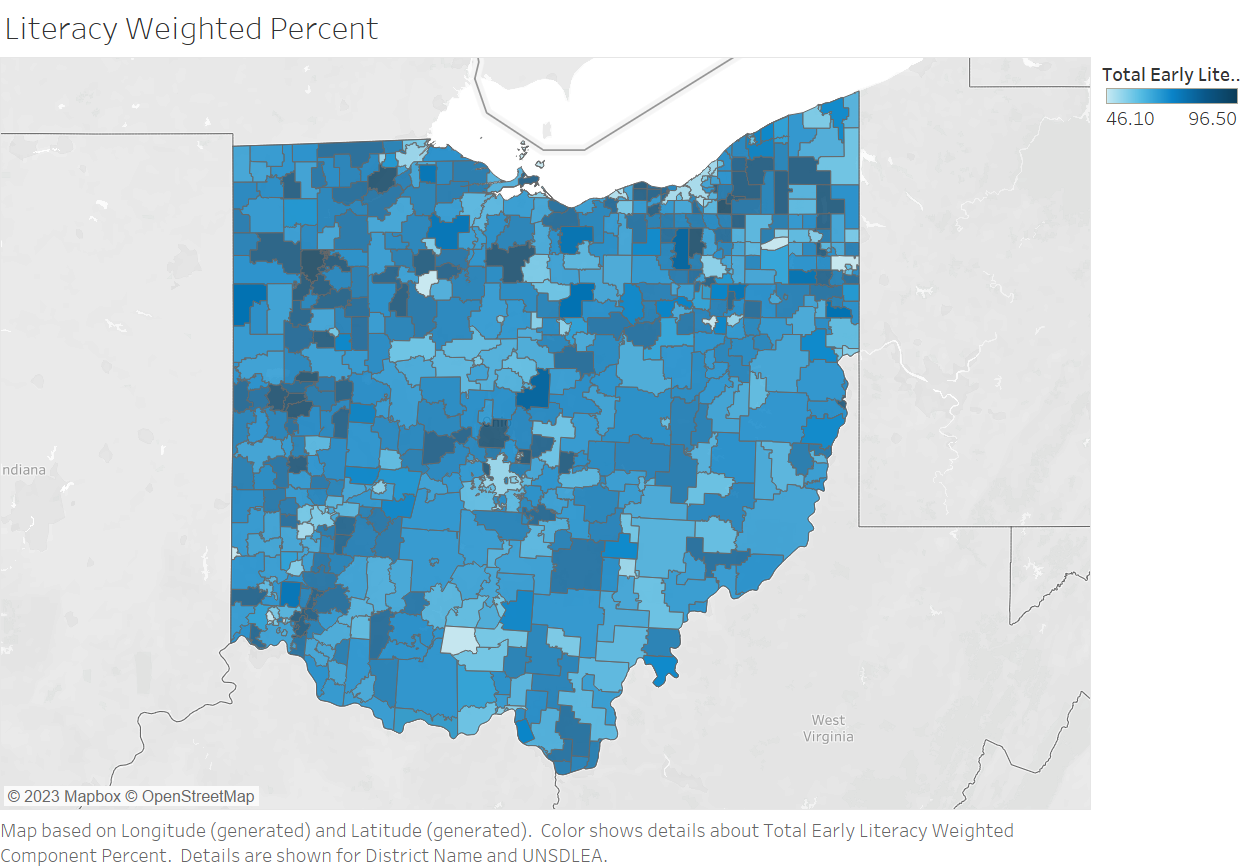 Literacy Weighted Percent
Total Early Lite..
46.10 96.50
ndiana
West
Virginia
© 2023 Mapbox © OpenStreetMap
Map based on Longitude (generated) and Latitude (generated).  Color shows details about Total Early Literacy Weighted
Component Percent.  Details are shown for District Name and UNSDLEA.